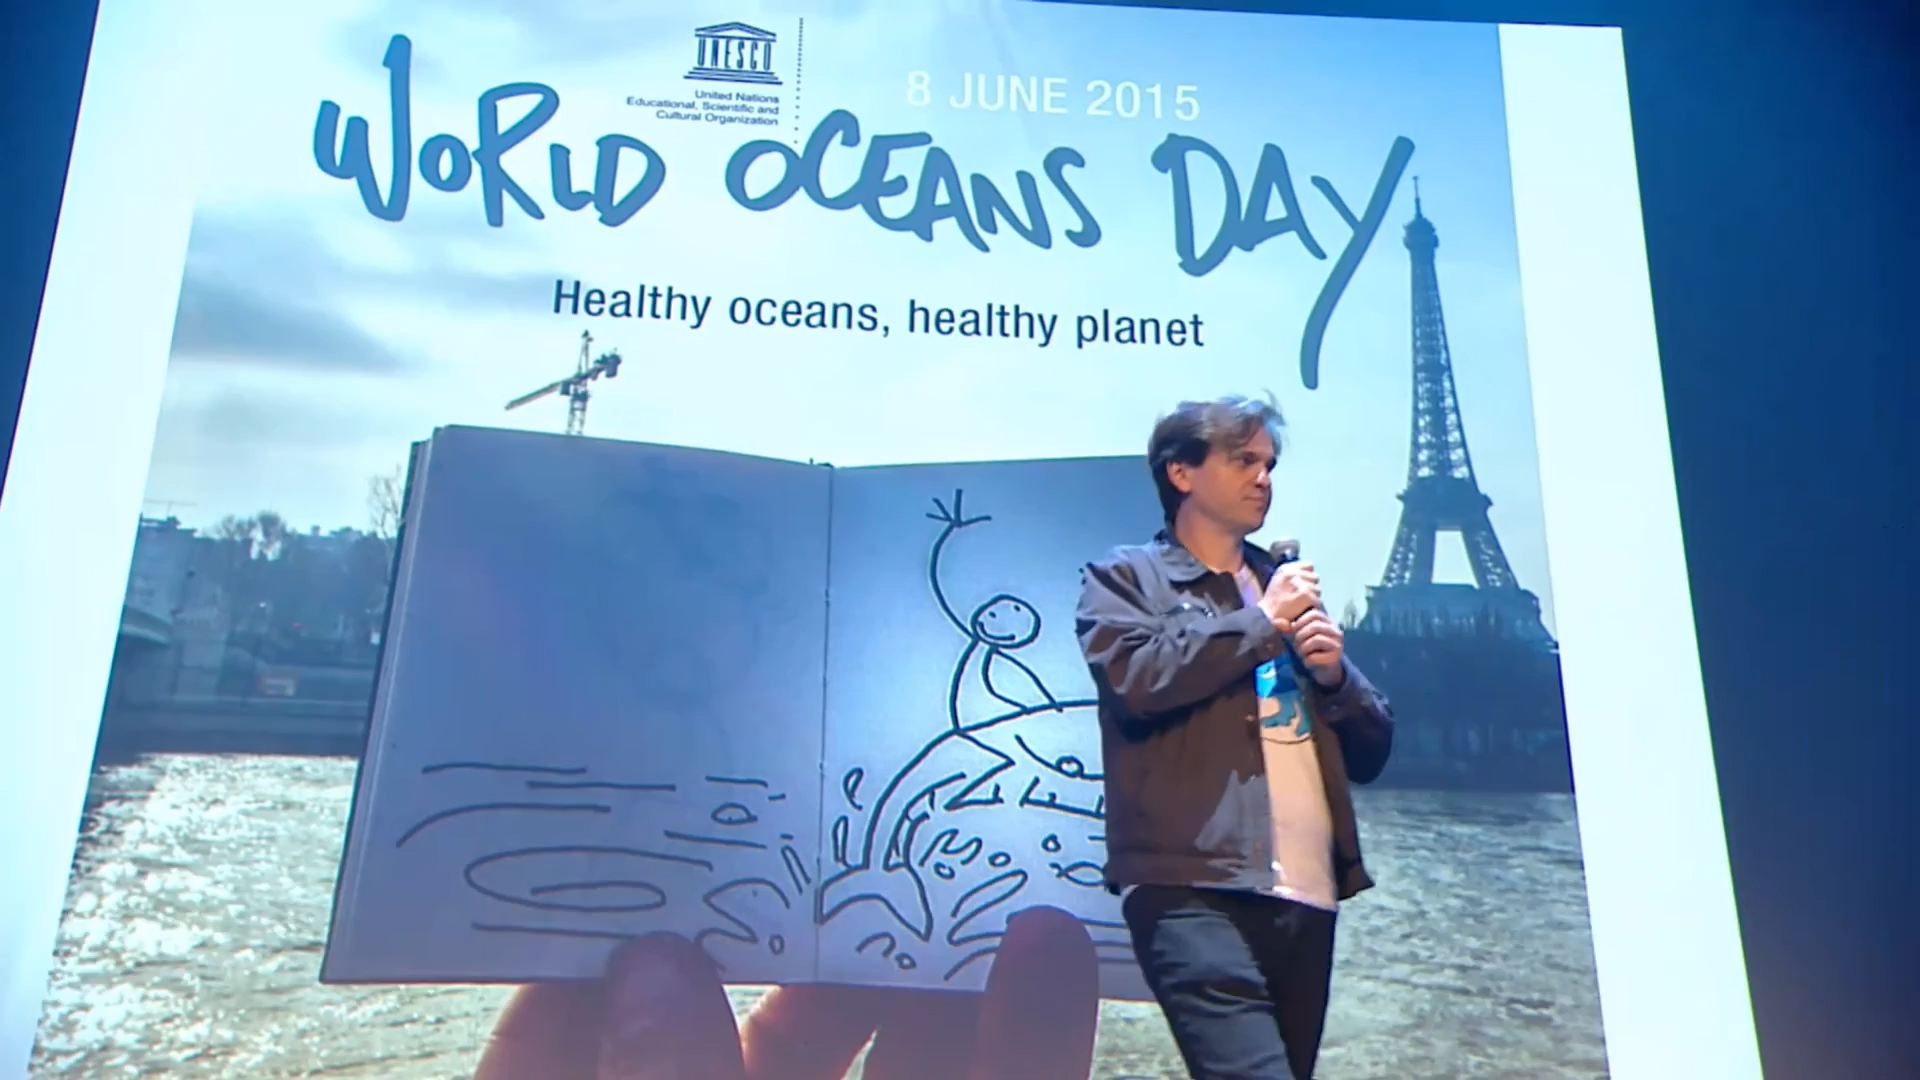 UNESCO
United Nations
Educational, Scientific and
Cultural Organization
8 JUNE 2015
WORLD OCEANS DAY
Healthy oceans, healthy planet